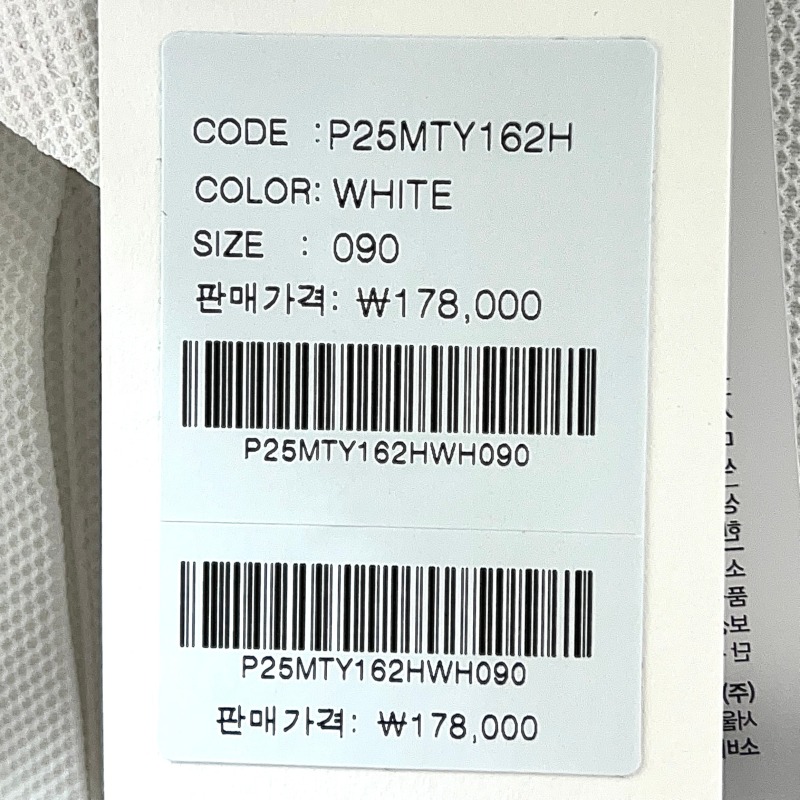 CODE :P25MTY162H
COLOR: WHITE
SIZE : 090
판매가격: ₩178,000
P25MTY162HWH090
P25MTY162HWH090
판매가격: ₩178,000